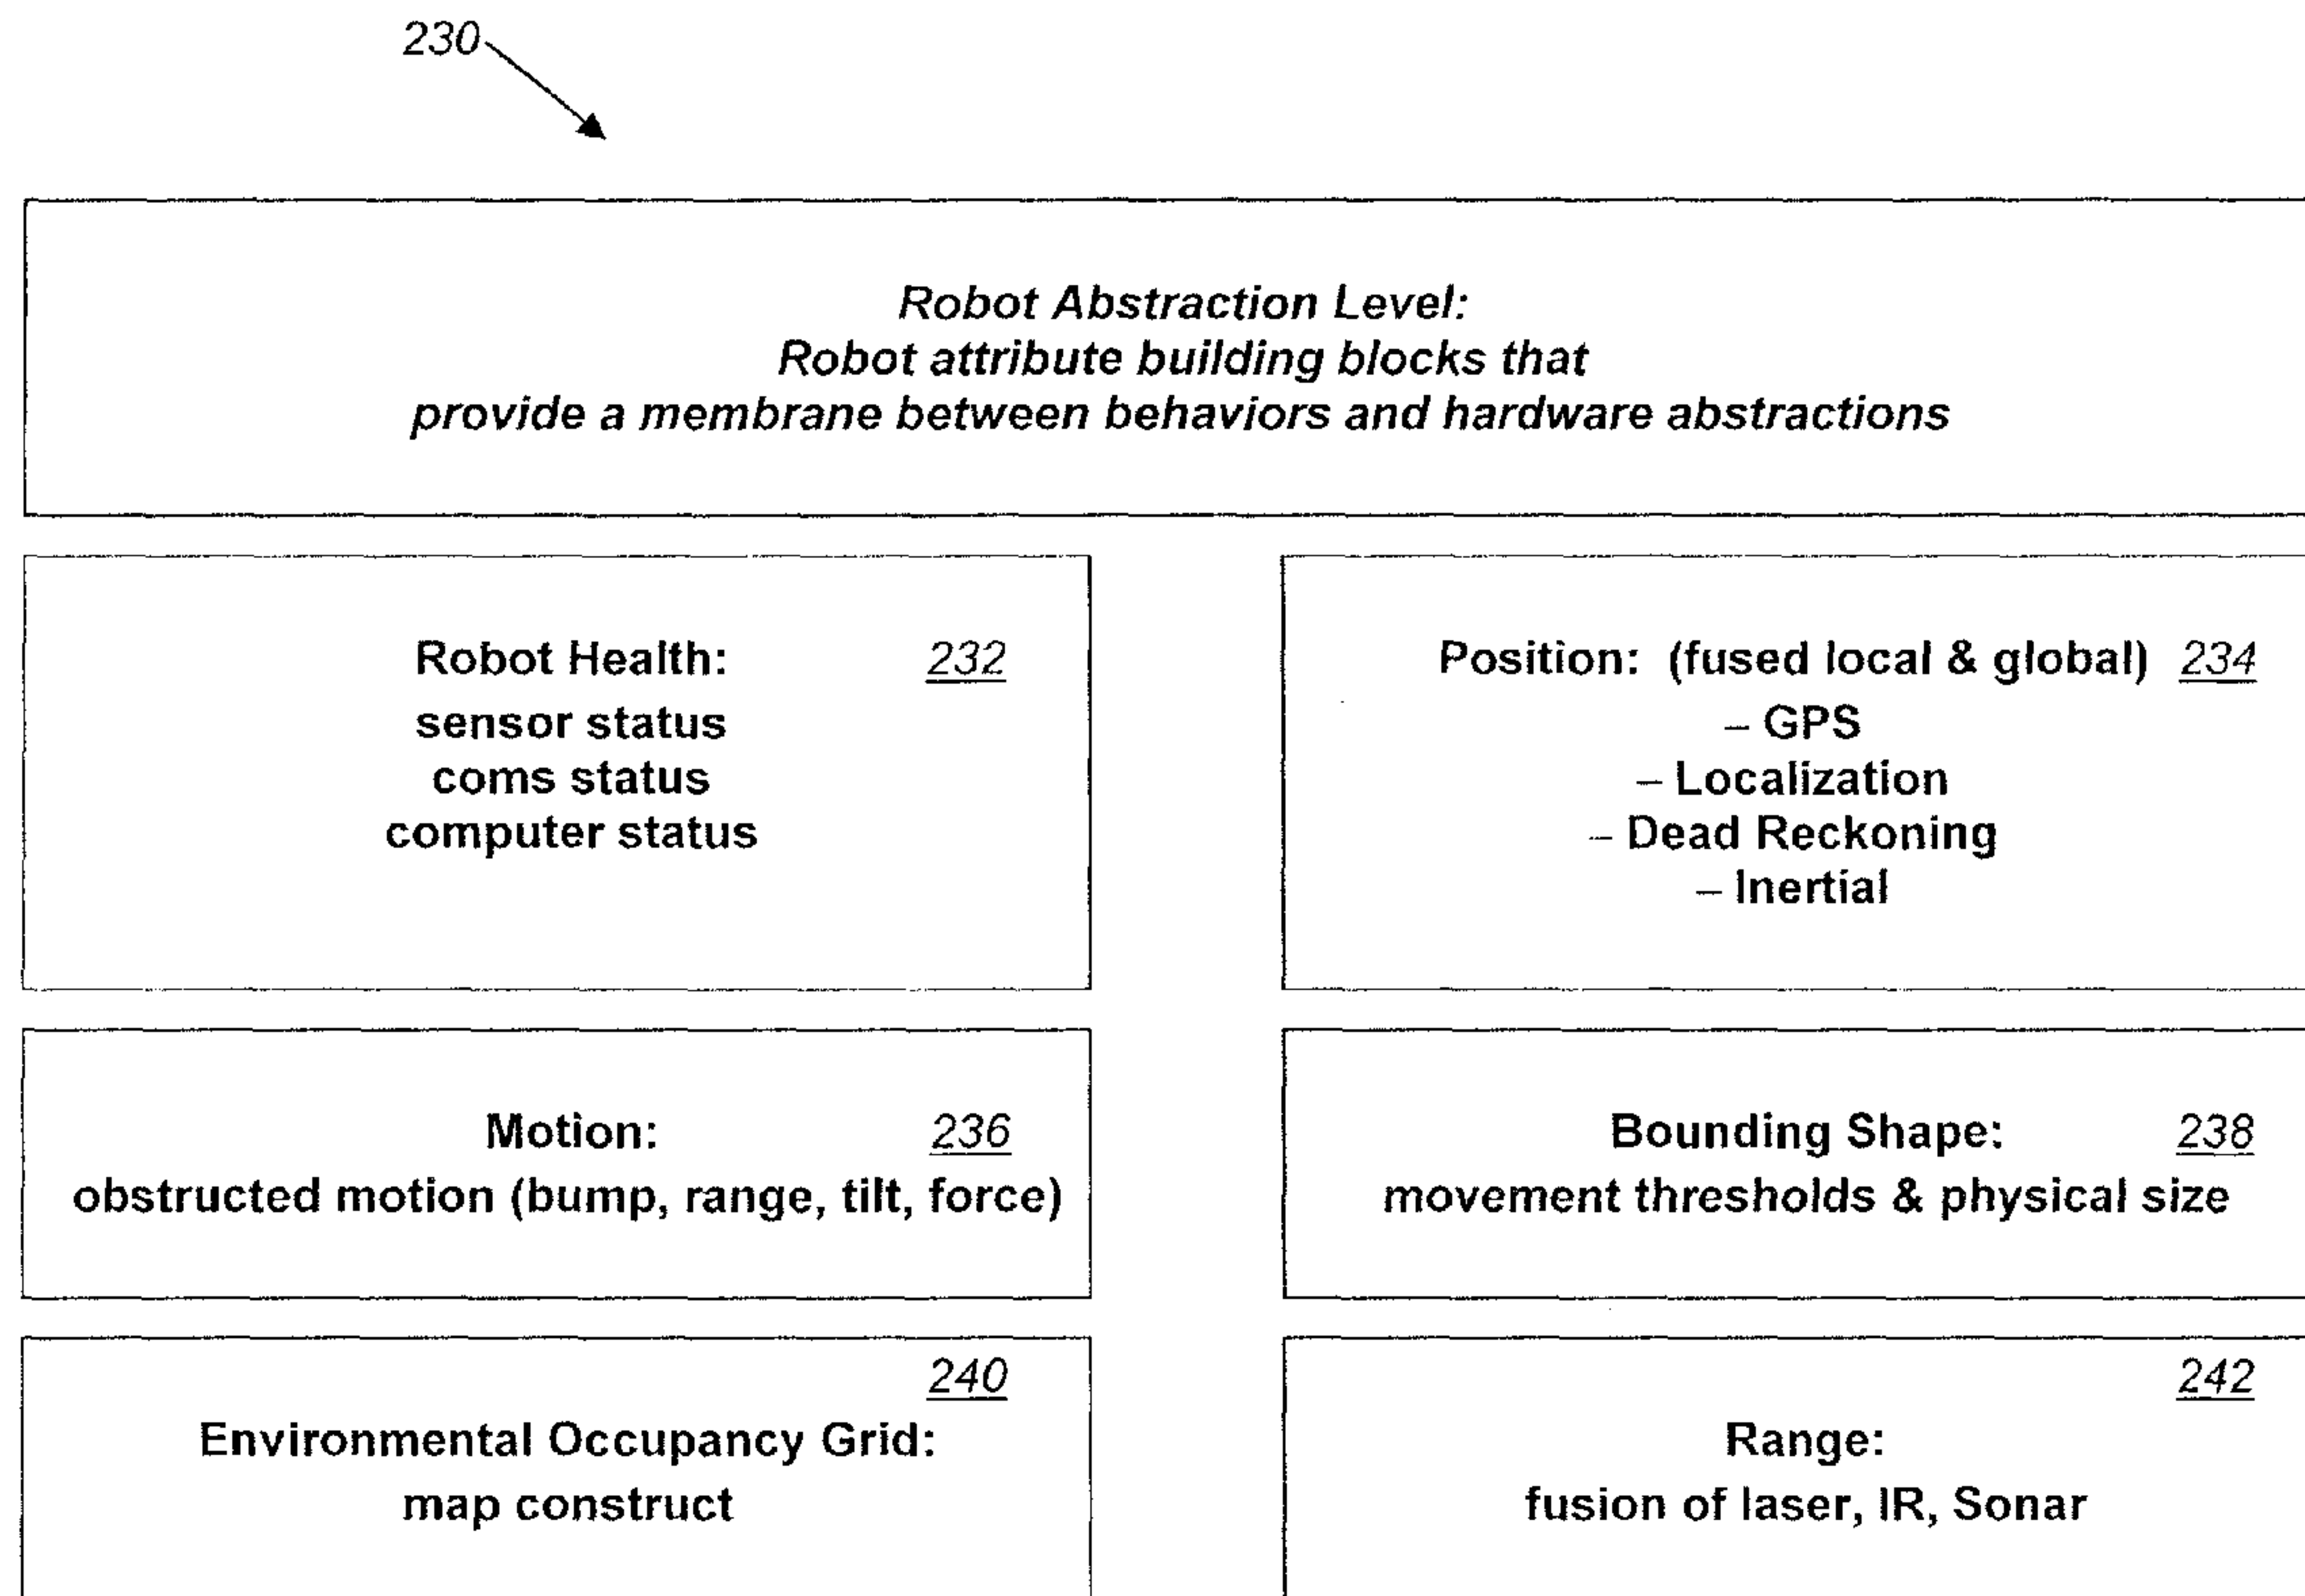 230
Robot Abstraction Level:
Robot attribute building blocks that
provide a membrane between behaviors and hardware abstractions
Robot Health: 232
sensor status
coms status
computer status
Position: (fused local & global) 234
– GPS
– Localization
– Dead Reckoning
– Inertial
Motion: 236
obstructed motion (bump, range, tilt, force)
Bounding Shape: 238
movement thresholds & physical size
240
Environmental Occupancy Grid:
map construct
242
Range:
fusion of laser, IR, Sonar